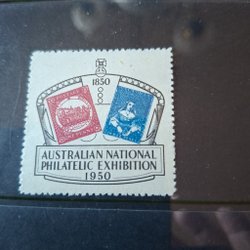 1850
AUSTRALIAN NATIONAL
PHILATELIC EXHIBITION
1950